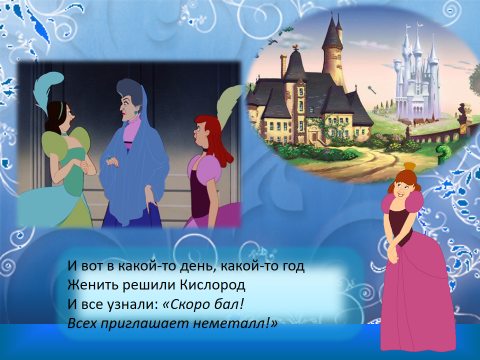 И вот в какой-то день, какой-то год
Женить решили Кислород
И все узнали: «Скоро бал!
Всех приглашает неметалл!»